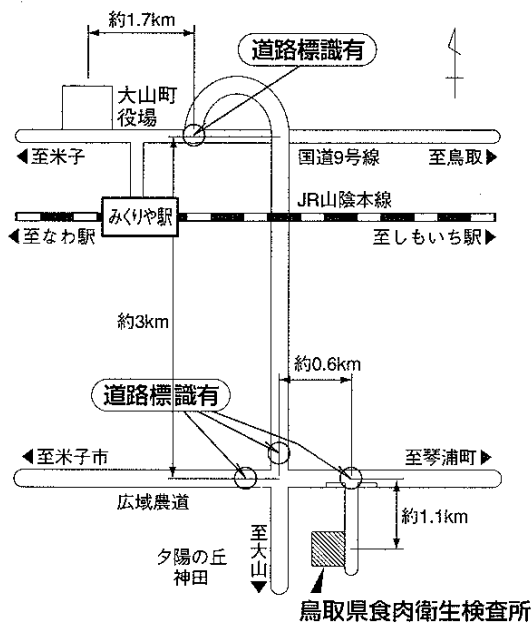 約1.7km
道路標識有
大山町
役場
◀至米子
国道9号線
至鳥取▶
みくりや駅
JR山陰本線
◀至なわ駅
至しもいち駅▶
約3km
約0.6km
道路標識有
◀至米子市
至琴浦町▶
広域農道
約1.1km
至大山▼
夕陽の丘
神田
鳥取県食肉衛生検査所